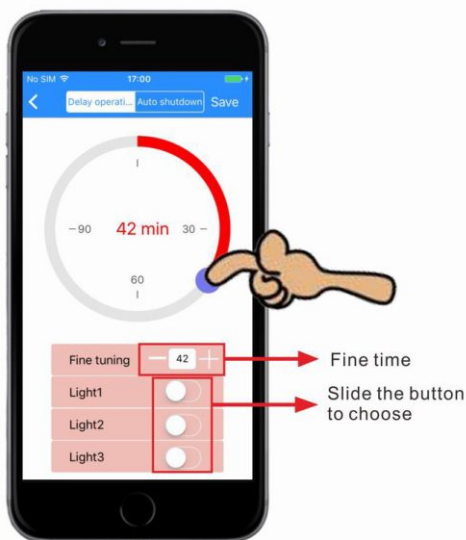 No SIM 17:00
Delay operati... Auto shutdown Save
90 42 min 30
60
Fine tuning — 42 +
Light1
Light2
Light3
Fine time
Slide the button
to choose